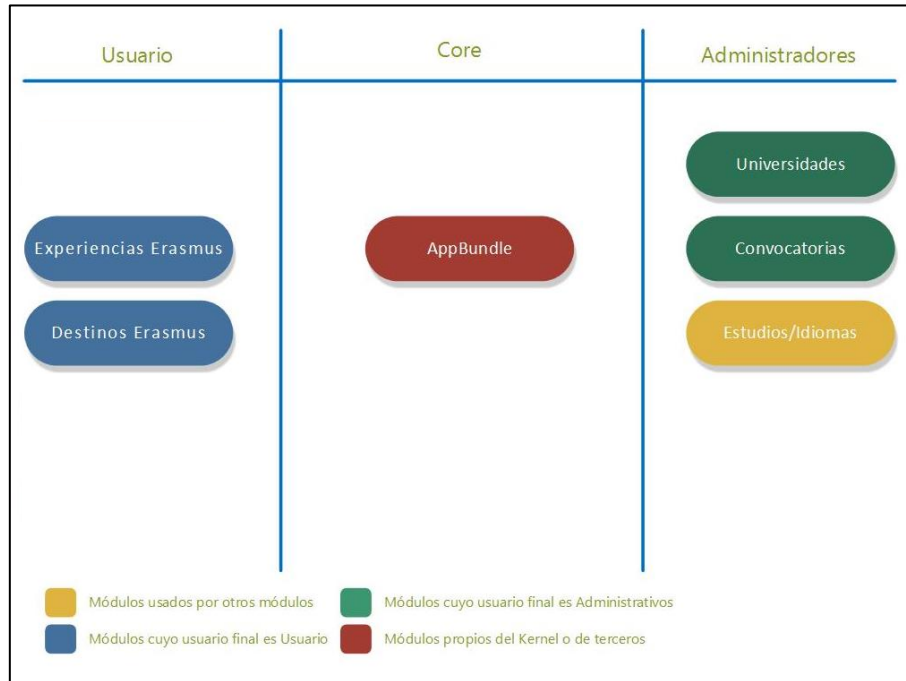 Usuario
Core
Administradores
Universidades
Experiencias Erasmus
AppBundle
Convocatorias
Destinos Erasmus
Estudios/Idiomas
Módulos usados por otros módulos
Módulos cuyo usuario final es Administrativos
Módulos cuyo usuario final es Usuario
Módulos propios del Kernel o de terceros